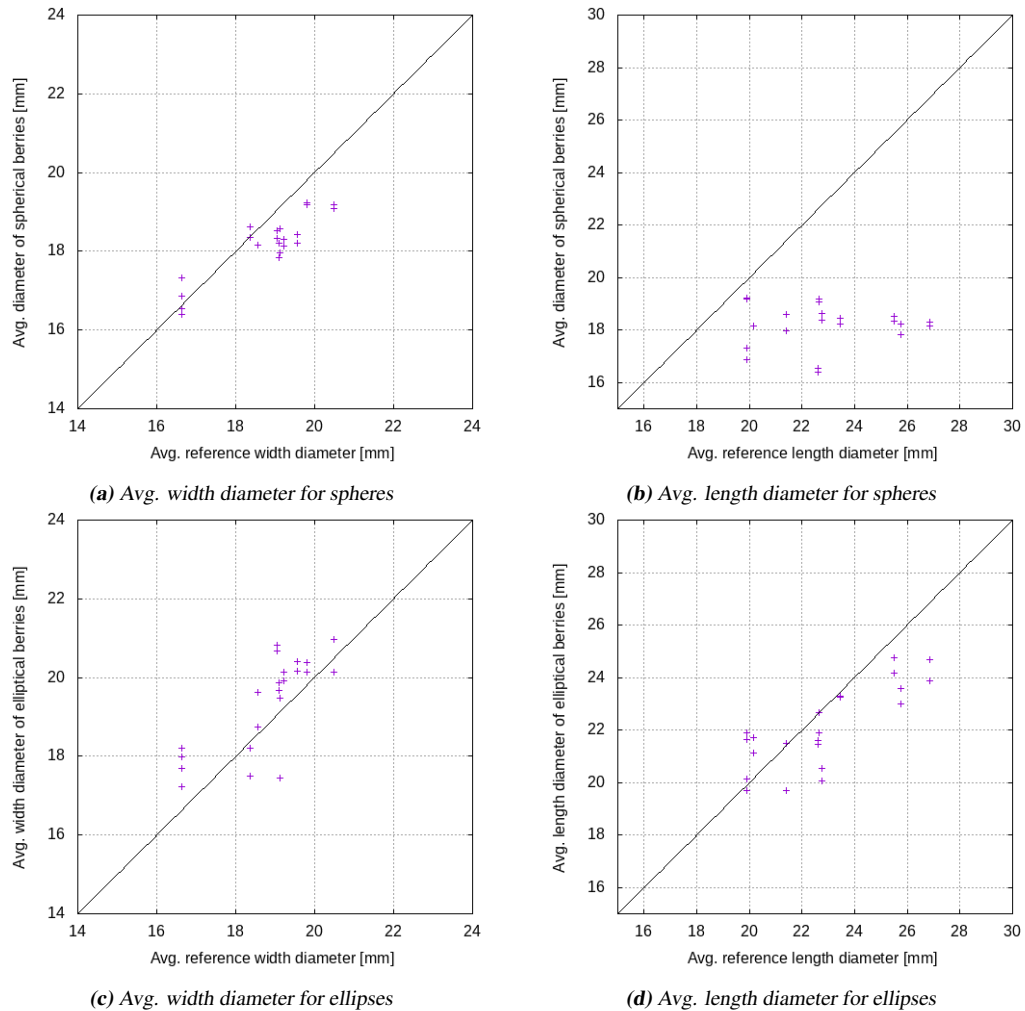 24
22
20
18
16
14
14 16 18 20 22 24
Avg. diameter of spherical berries [mm]
Avg. reference width diameter [mm]
(a) Avg. width diameter for spheres
30
28
26
24
22
20
18
16
16 18 20 22 24 26 28 30
Avg. diameter of spherical berries [mm]
Avg. reference length diameter [mm]
(b) Avg. length diameter for spheres
24
22
20
18
16
14
14 16 18 20 22 24
Avg. width diameter of elliptical berries [mm]
Avg. reference width diameter [mm]
(c) Avg. width diameter for ellipses
30
28
26
24
22
20
18
16
16 18 20 22 24 26 28 30
Avg. length diameter of elliptical berries [mm]
Avg. reference length diameter [mm]
(d) Avg. length diameter for ellipses